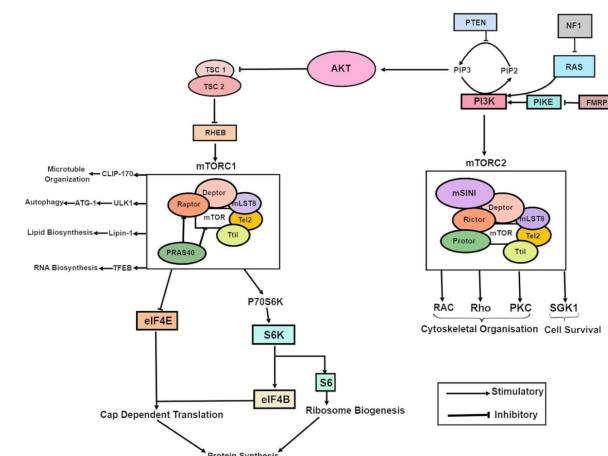 PTEN
NF1
TSC 1
TSC 2
AKT
PIP3
PIP2
RAS
PI3K
PIKE
FMRP
RHEB
mTORC1
mTORC2
Microtuble
Organization
CLIP-170
Autophagy
ATG-1
ULK1
Lipid Biosynthesis
Lipin-1
RNA Biosynthesis
TFEB
Deptor
Raptor
mLST8
mTOR
Tel2
Ttil
PRAS40
mSINI
Deptor
Rictor
mLST8
mTOR
Tel2
Protor
Ttil
P70S6K
eIF4E
S6K
RAC
Rho
PKC
SGK1
Cytoskeletal Organisation
Cell Survival
S6
eIF4B
Cap Dependent Translation
Ribosome Biogenesis
Protein Synthesis
Stimulatory
Inhibitory